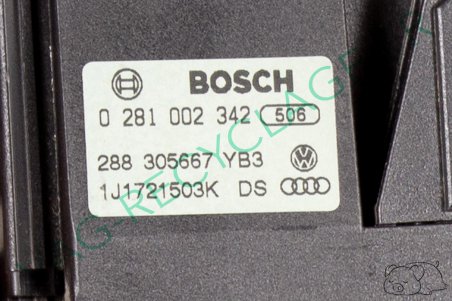 BOSCH
0 281 002 342 506
288 305667 YB3
1J1721503K DS